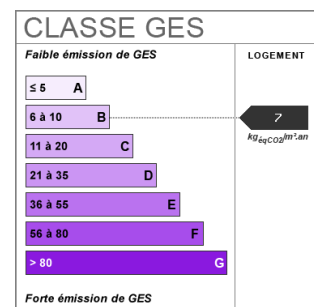 CLASSE GES
Faible émission de GES
LOGEMENT
≤ 5 A
6 à 10 B
7
kgéqCO2/m².an
11 à 20 C
21 à 35 D
36 à 55 E
56 à 80 F
> 80 G
Forte émission de GES